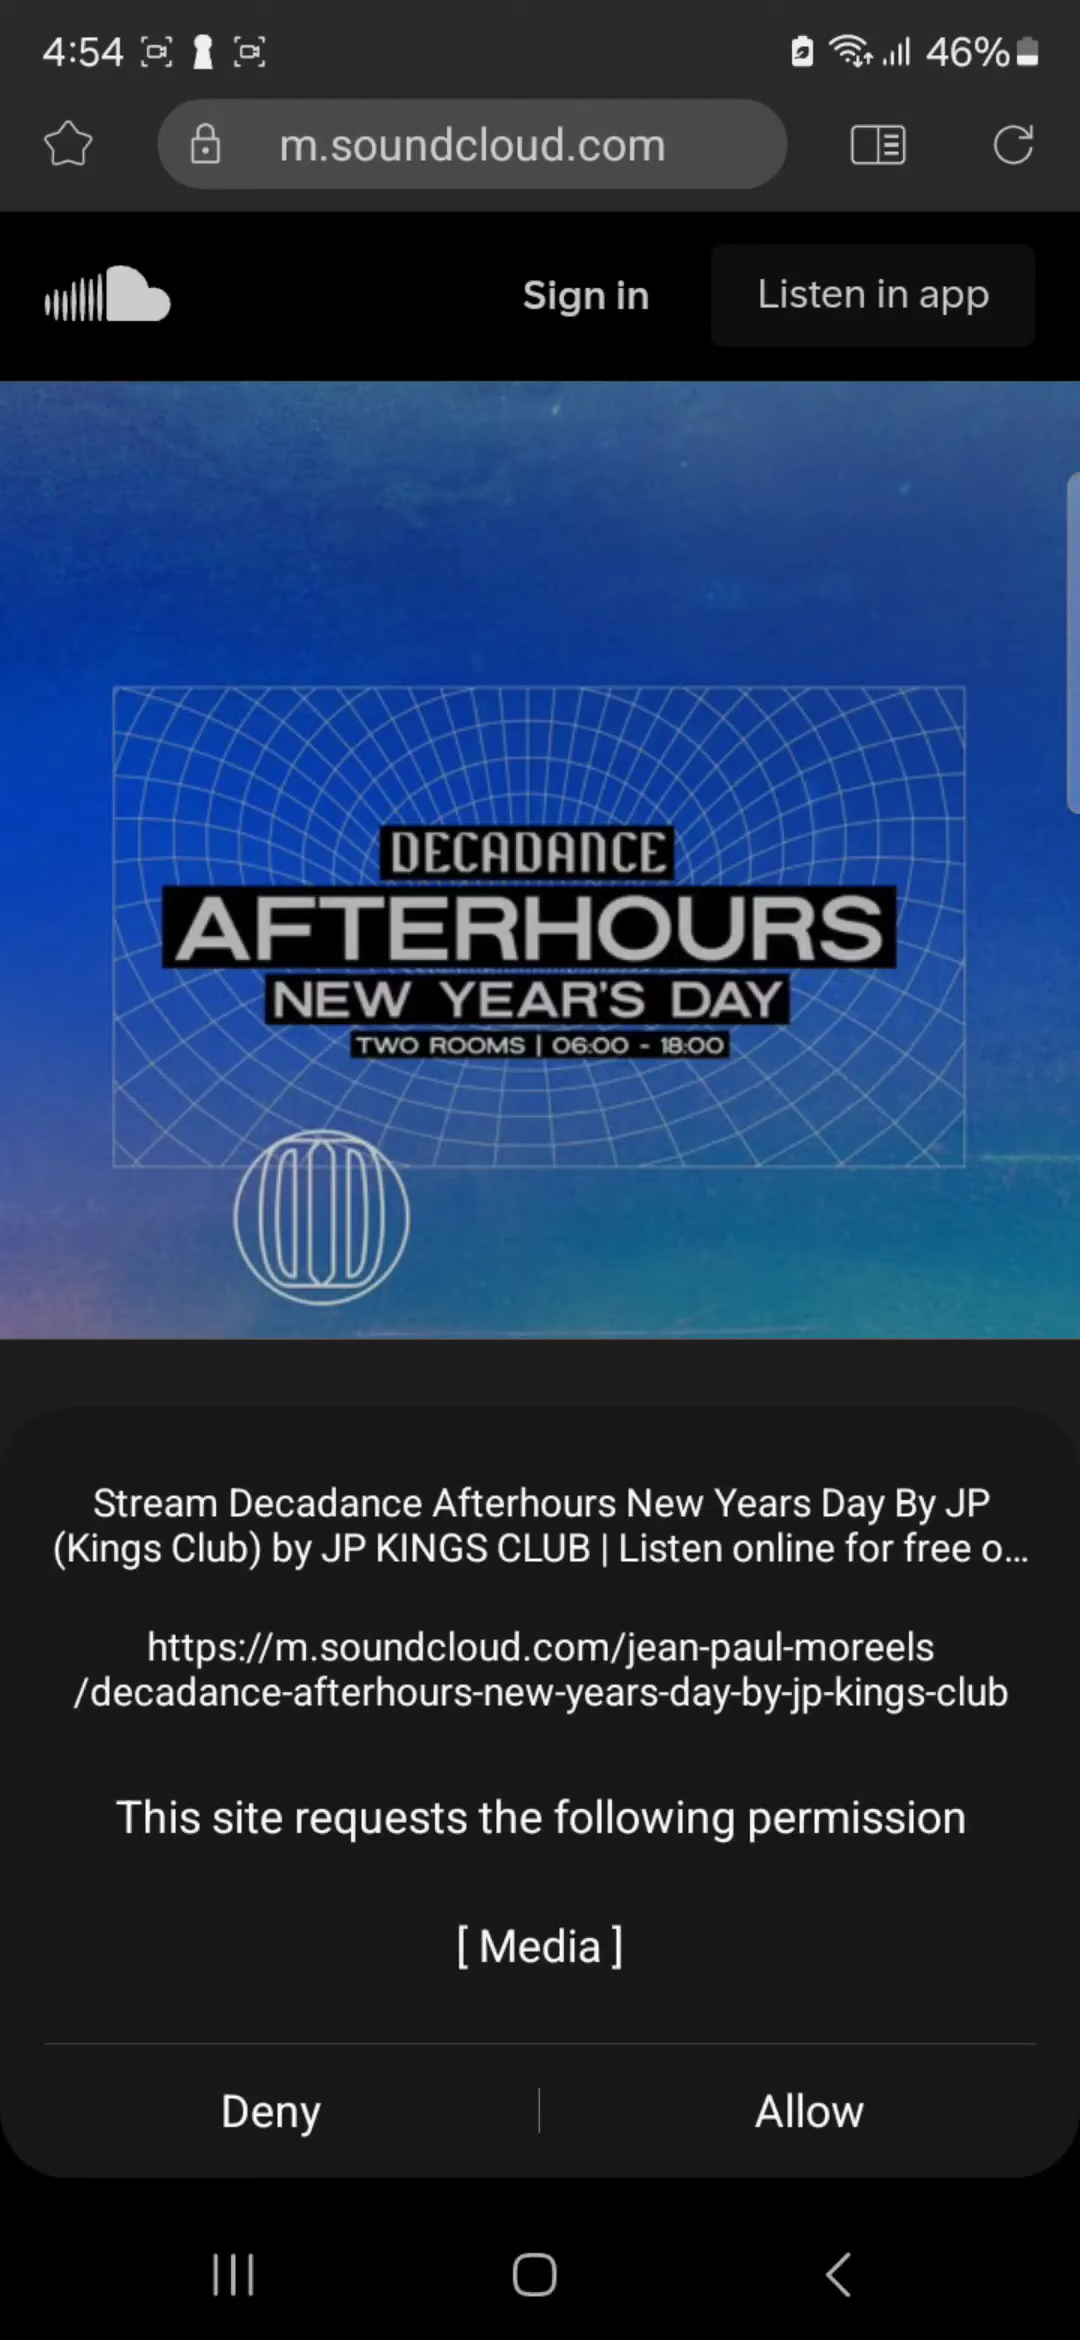 4:54
46%
m.soundcloud.com
Sign in
Listen in app
DECADANCE
AFTERHOURS
NEW YEAR'S DAY
TWO ROOMS | 06:00 - 18:00
Stream Decadance Afterhours New Years Day By JP
(Kings Club) by JP KINGS CLUB | Listen online for free o...
https://m.soundcloud.com/jean-paul-moreels
/decadance-afterhours-new-years-day-by-jp-kings-club
This site requests the following permission
[ Media ]
Deny
Allow